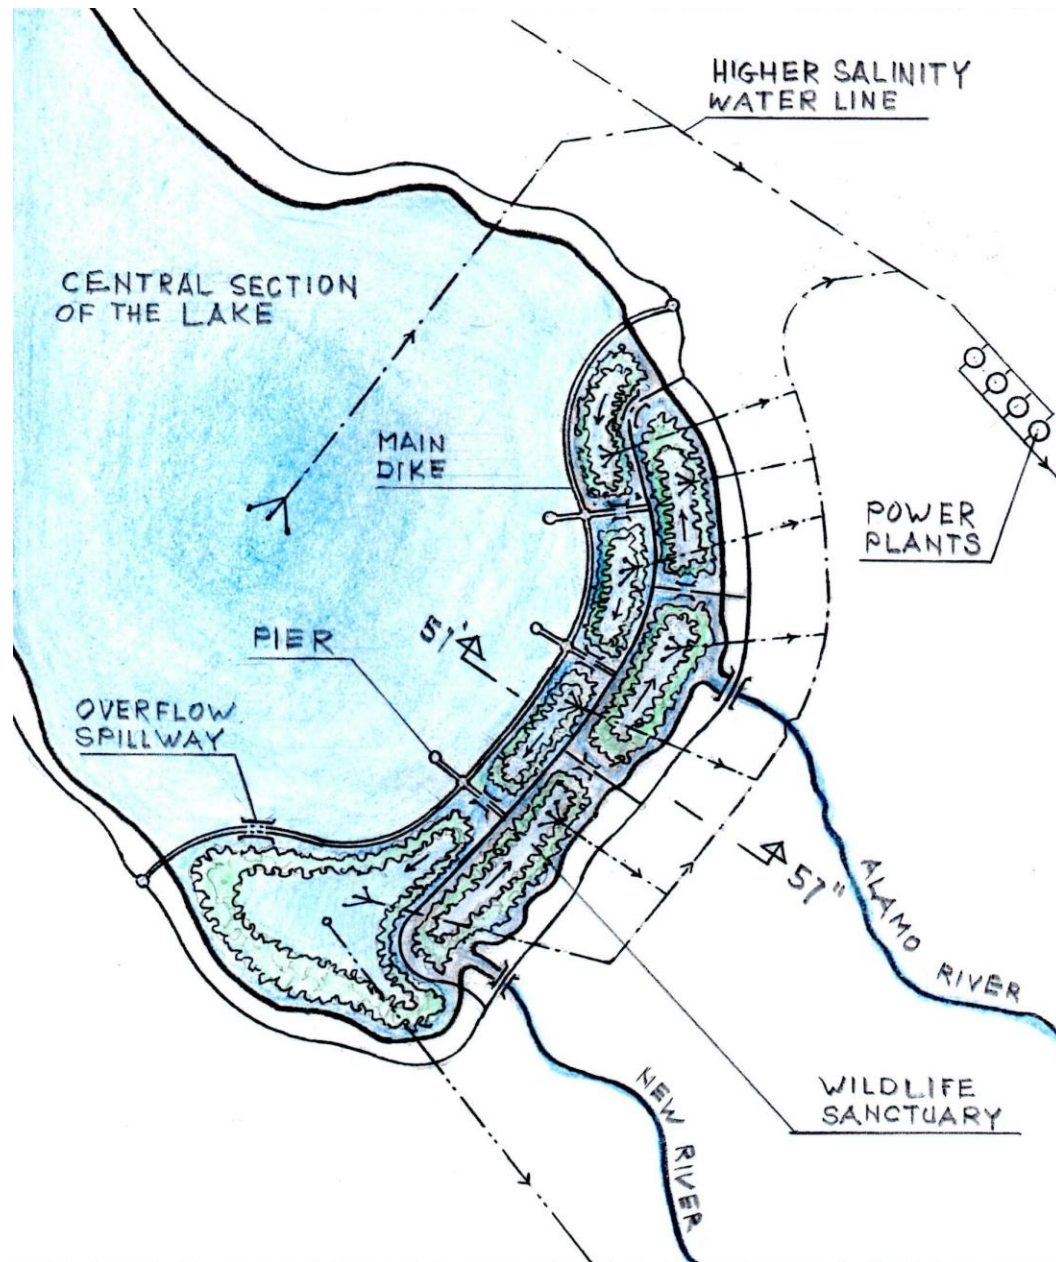 HIGHER SALINITY
WATER LINE
CENTRAL SECTION
OF THE LAKE
MAIN
DIKE
POWER
PLANTS
PIER
57'
OVERFLOW
SPILLWAY
57"
ALAMO
RIVER
NEW RIVER
WILDLIFE
SANCTUARY